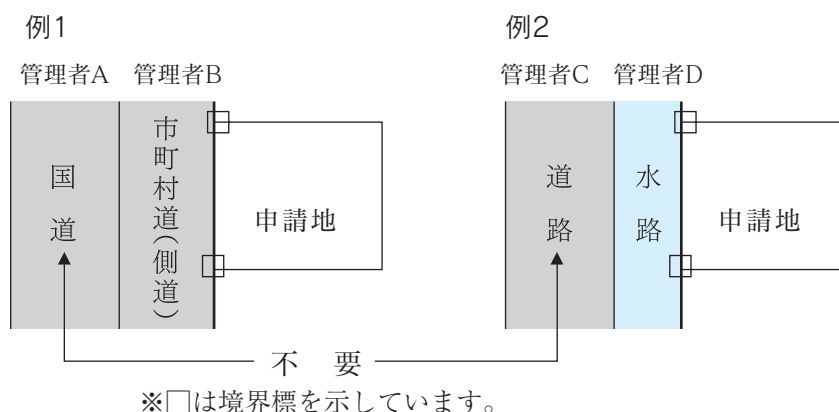 例1
管理者A 管理者B
国道
市町村道(側道)
申請地
例2
管理者C 管理者D
道路
水路
申請地
不 要
※□は境界標を示しています。